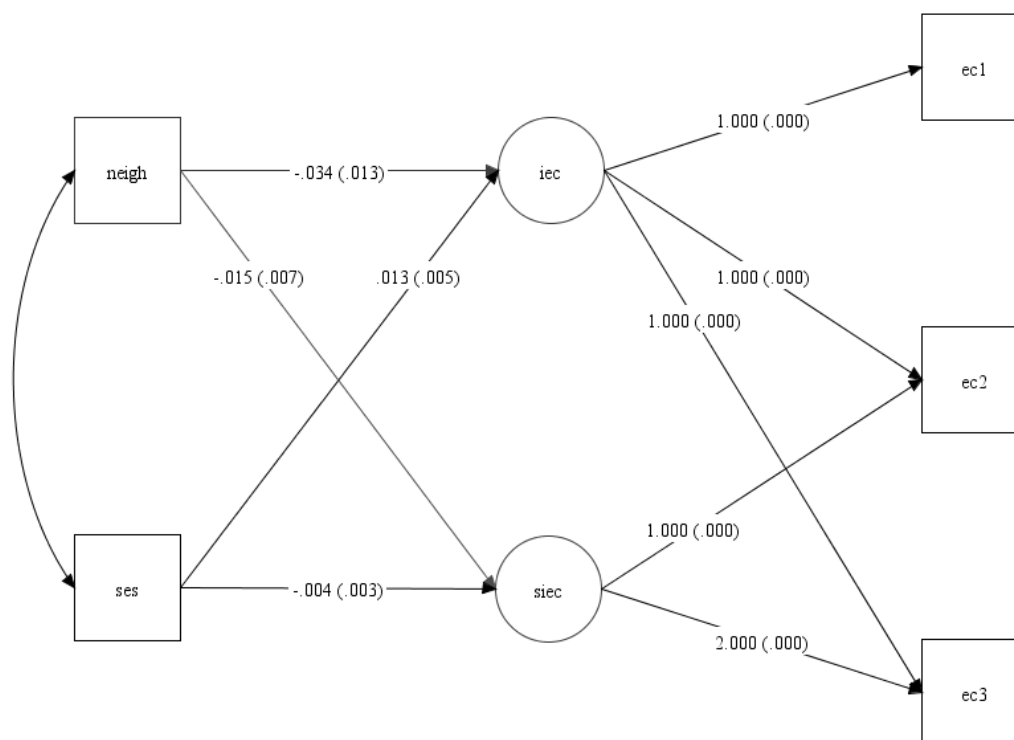 ec1
1.000 (.000)
neigh
-.034 (.013)
iec
-.015 (.007)
.013 (.005)
1.000 (.000)
1.000 (.000)
ec2
1.000 (.000)
ses
-.004 (.003)
siec
2.000 (.000)
ec3